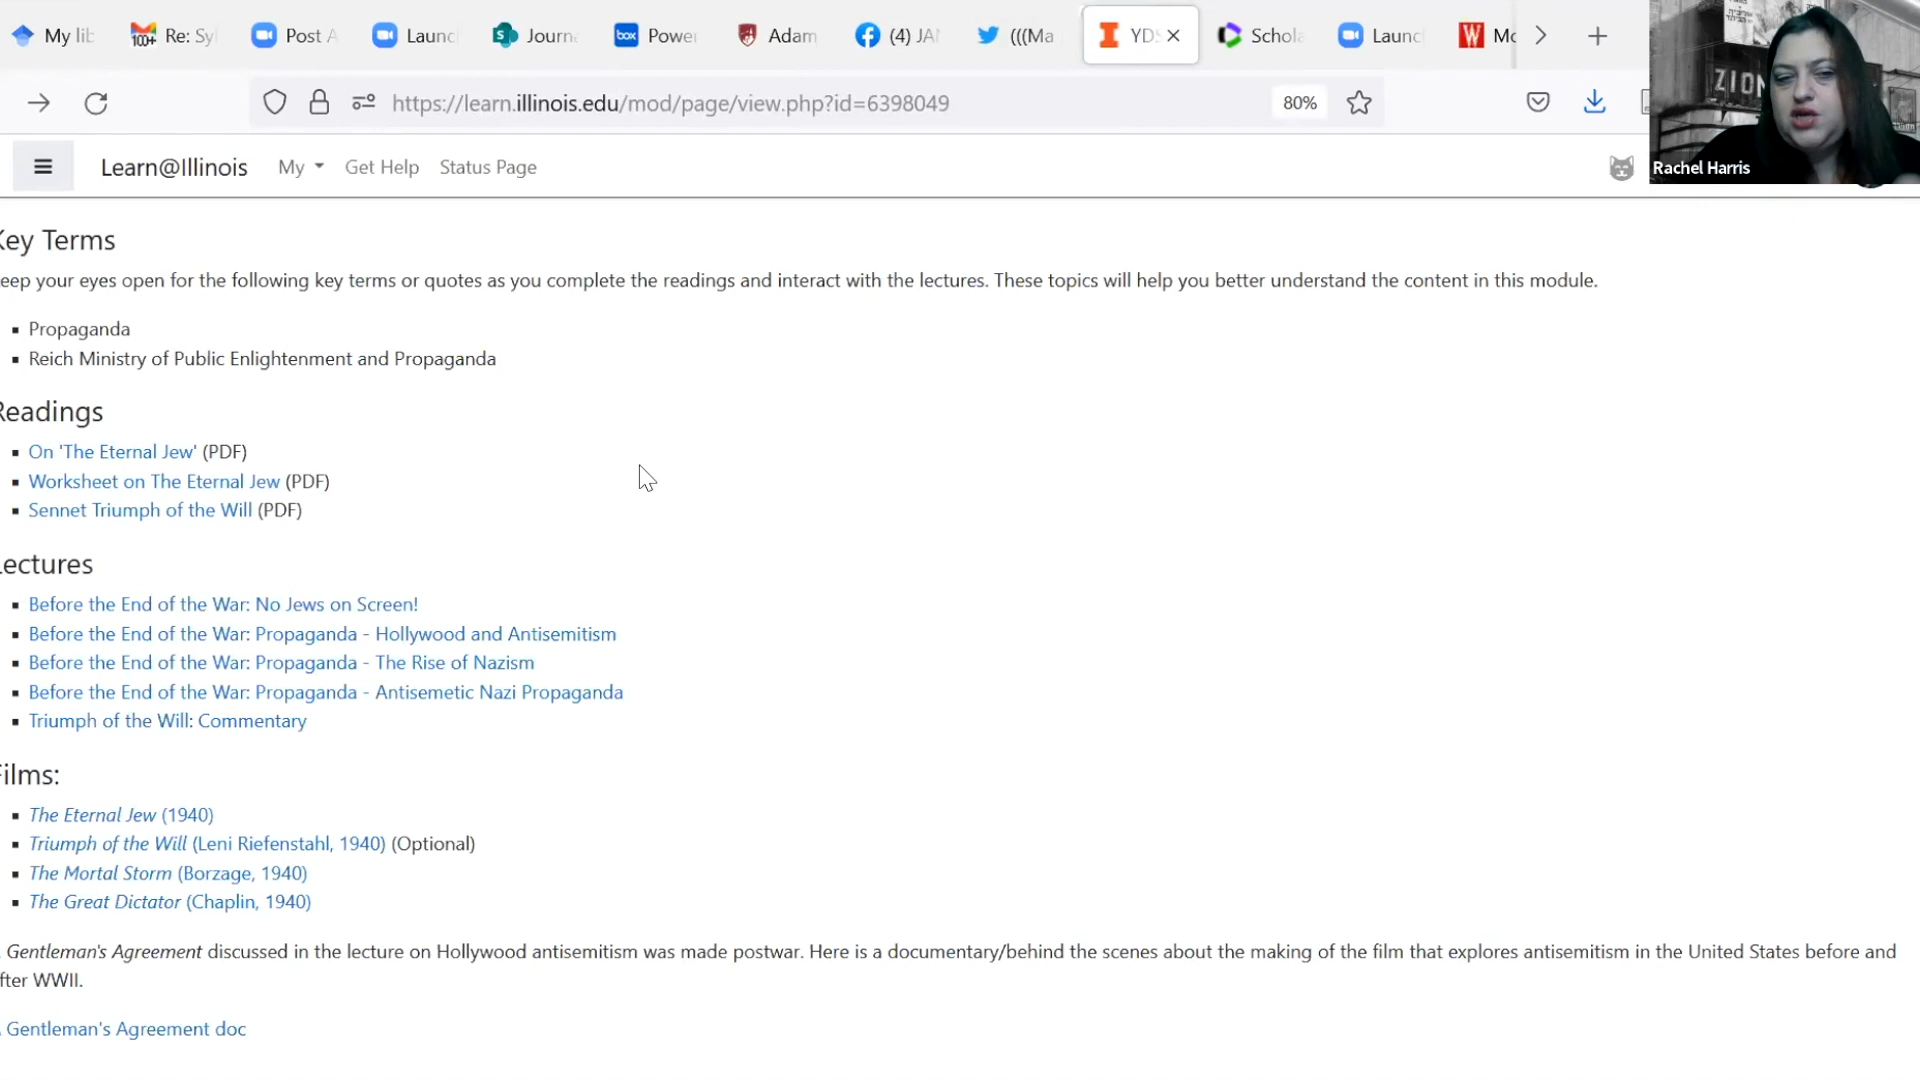 My lib
100+ Re: Sy
Post A
Launc
Journa
box Power
Adam
(4) JA
(((Ma
YDS
Schola
Launc
Mc
https://learn.illinois.edu/mod/page/view.php?id=6398049
80%
ZION
Rachel Harris
Learn@Illinois My Get Help Status Page
Key Terms
eep your eyes open for the following key terms or quotes as you complete the readings and interact with the lectures. These topics will help you better understand the content in this module.
Propaganda
Reich Ministry of Public Enlightenment and Propaganda
Readings
On 'The Eternal Jew' (PDF)
Worksheet on The Eternal Jew (PDF)
Sennet Triumph of the Will (PDF)
Lectures
Before the End of the War: No Jews on Screen!
Before the End of the War: Propaganda - Hollywood and Antisemitism
Before the End of the War: Propaganda - The Rise of Nazism
Before the End of the War: Propaganda - Antisemetic Nazi Propaganda
Triumph of the Will: Commentary
Films:
The Eternal Jew (1940)
Triumph of the Will (Leni Riefenstahl, 1940) (Optional)
The Mortal Storm (Borzage, 1940)
The Great Dictator (Chaplin, 1940)
Gentleman's Agreement discussed in the lecture on Hollywood antisemitism was made postwar. Here is a documentary/behind the scenes about the making of the film that explores antisemitism in the United States before and
fter WWII.
Gentleman's Agreement doc